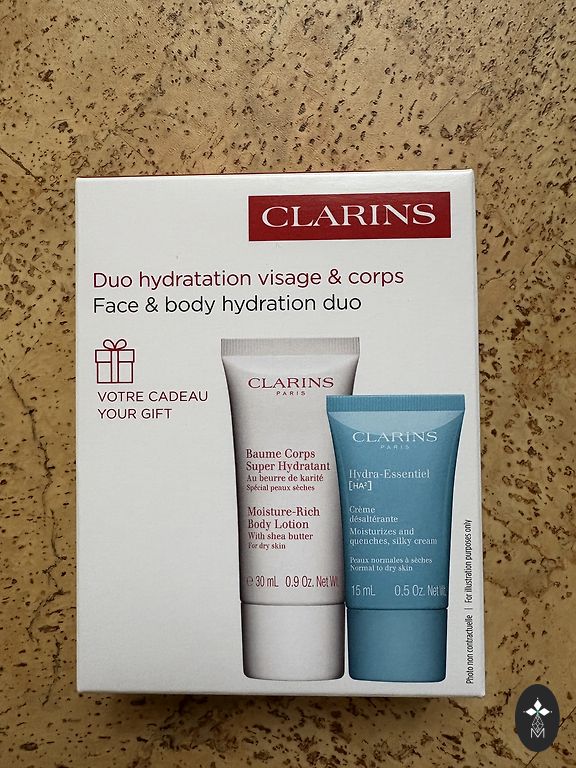 CLARINS
Duo hydratation visage & corps
Face & body hydration duo
VOTRE CADEAU
YOUR GIFT
CLARINS
PARIS
Baume Corps
Super Hydratant
Au beurre de karité
Spécial peaux sèches
Moisture-Rich
Body Lotion
With shea butter
For dry skin
e 30 mL 0.9 Oz. Net Wt.
CLARINS
PARIS
Hydra-Essentiel
[HA²]
Crème
désaltérante
Moisturizes and
quenches, silky cream
Peaux normales à sèches
Normal to dry skin
15 mL 0.5 Oz. Net Wt.
Photo non contractuelle | For illustration purposes only